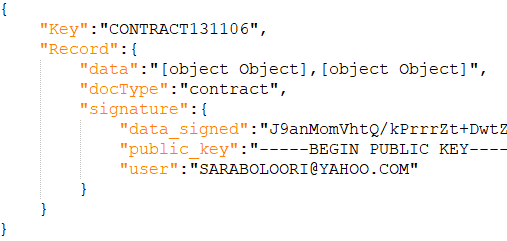 {
"Key":"CONTRACT131106",
"Record":{
"data":"[object Object],[object Object]",
"docType":"contract",
"signature":{
"data_signed":"J9anMomVhtQ/kPrrrZt+DwtZ
"public_key":"-----BEGIN PUBLIC KEY----
"user":"SARABOLOORI@YAHOO.COM"
}
}
}